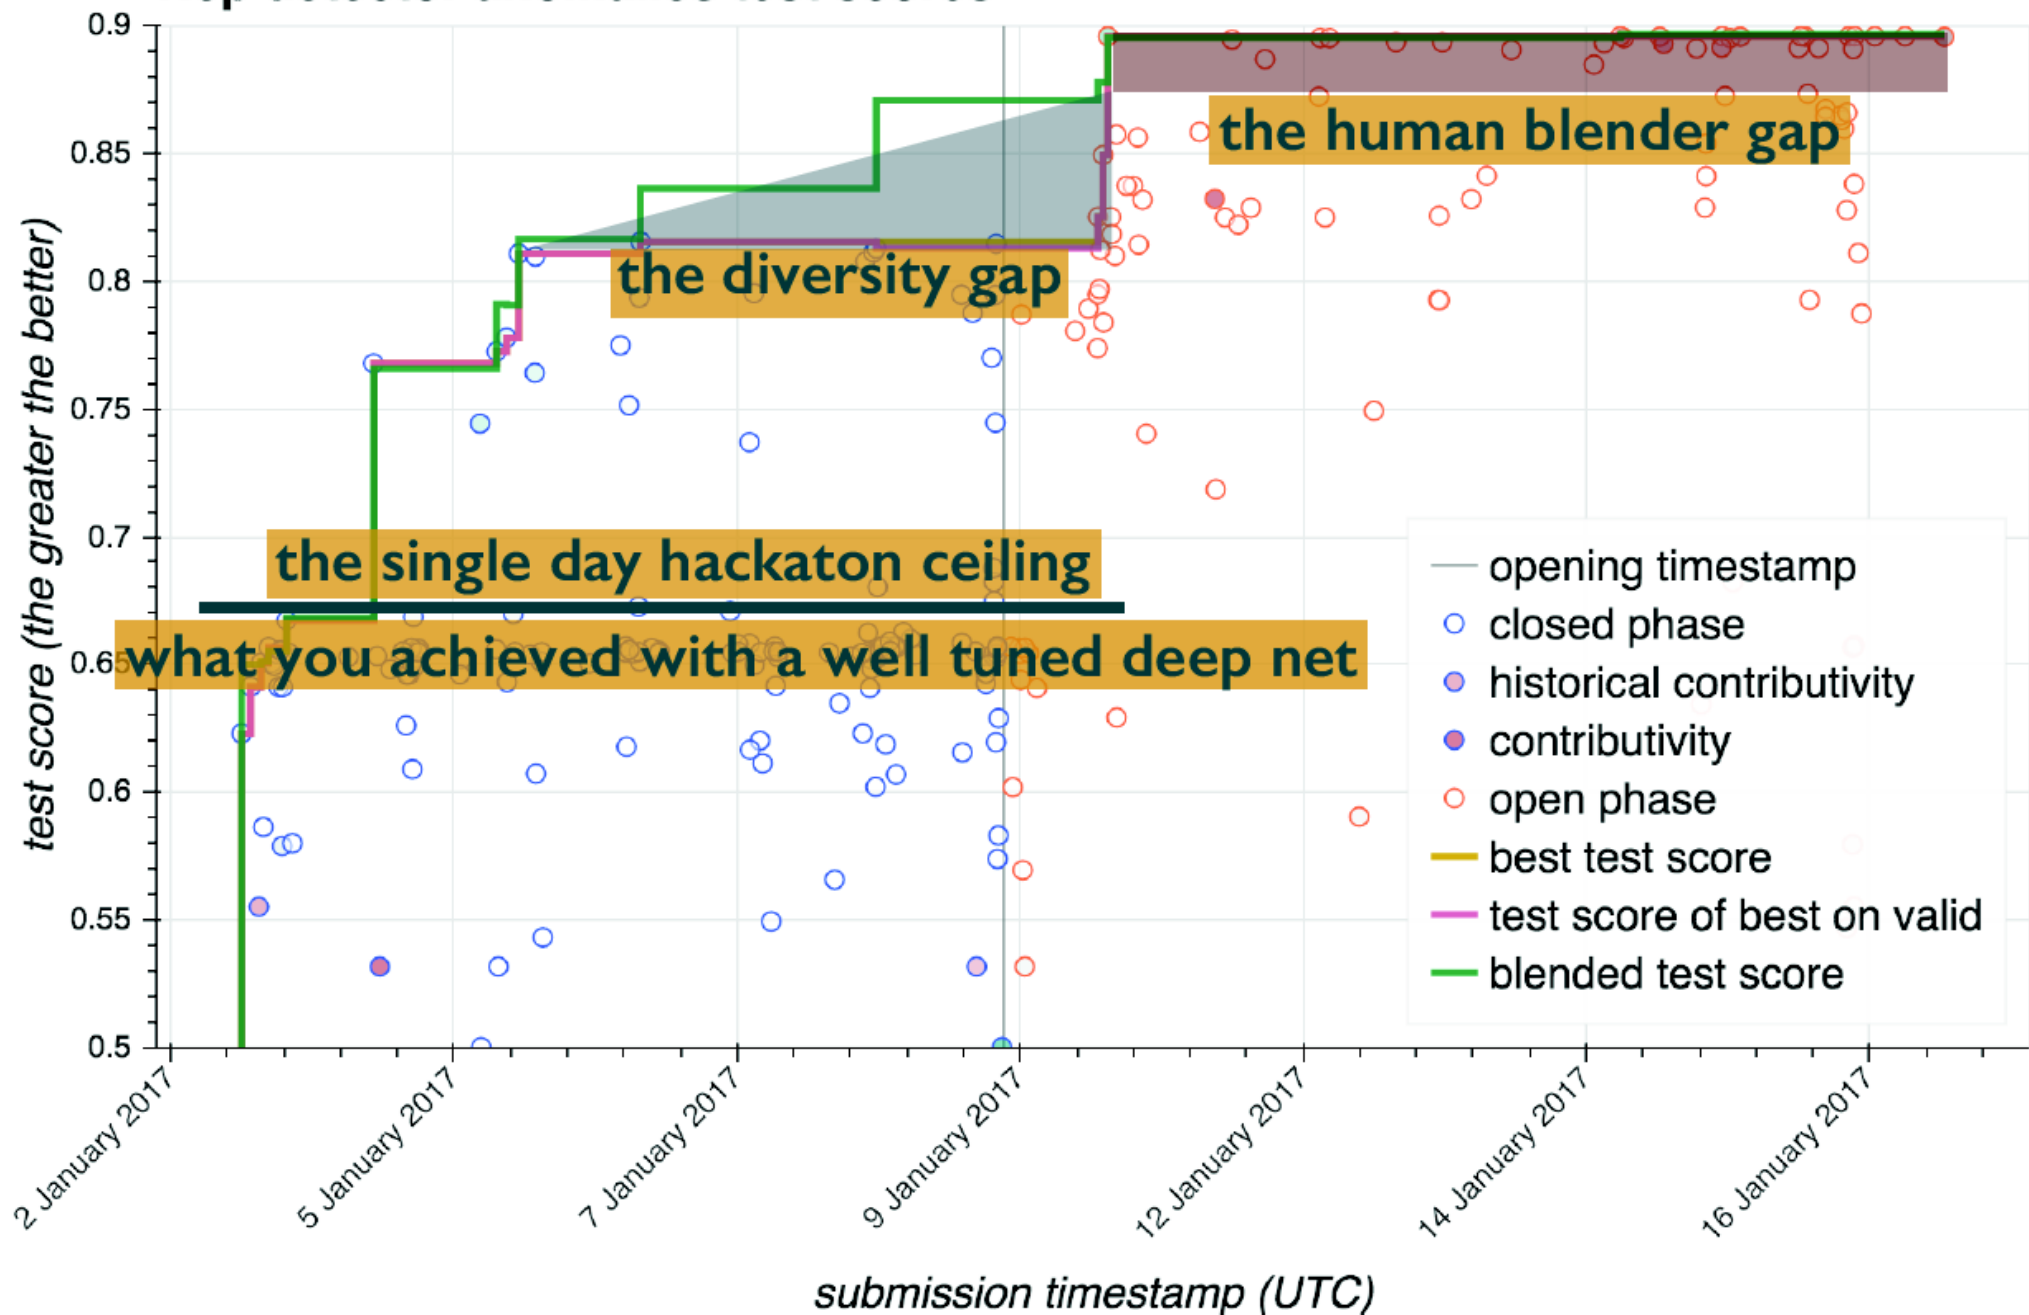 0.9
0.85
0.8
0.75
0.7
0.65
0.6
0.55
0.5
test score (the greater the better)
the human blender gap
the diversity gap
the single day hackaton ceiling
what you achieved with a well tuned deep net
opening timestamp
closed phase
historical contributivity
contributivity
open phase
best test score
test score of best on valid
blended test score
2 January 2017
5 January 2017
7 January 2017
9 January 2017
12 January 2017
14 January 2017
16 January 2017
submission timestamp (UTC)